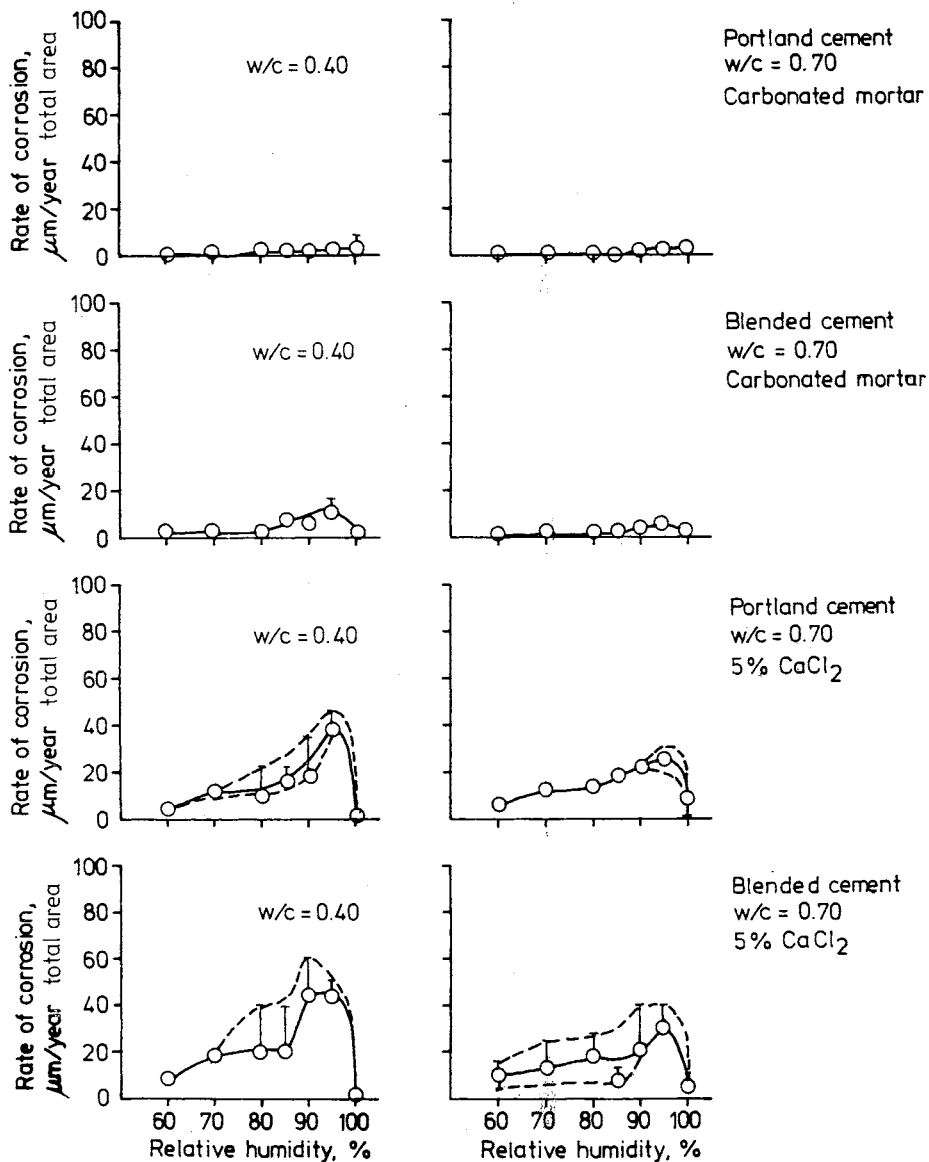 Rate of corrosion,
μm/year total area
100
80
60
40
20
0
w/c = 0.40
Portland cement
w/c = 0.70
Carbonated mortar
60 70 80 90 100
Rate of corrosion,
μm/year total area
100
80
60
40
20
0
w/c = 0.40
Blended cement
w/c = 0.70
Carbonated mortar
Rate of corrosion,
μm/year total area
100
80
60
40
20
0
w/c = 0.40
Portland cement
w/c = 0.70
5% CaCl2
Rate of corrosion,
μm/year total area
100
80
60
40
20
0
w/c = 0.40
Blended cement
w/c = 0.70
5% CaCl2
60 70 80 90 100
Relative humidity, %
60 70 80 90 100
Relative humidity, %